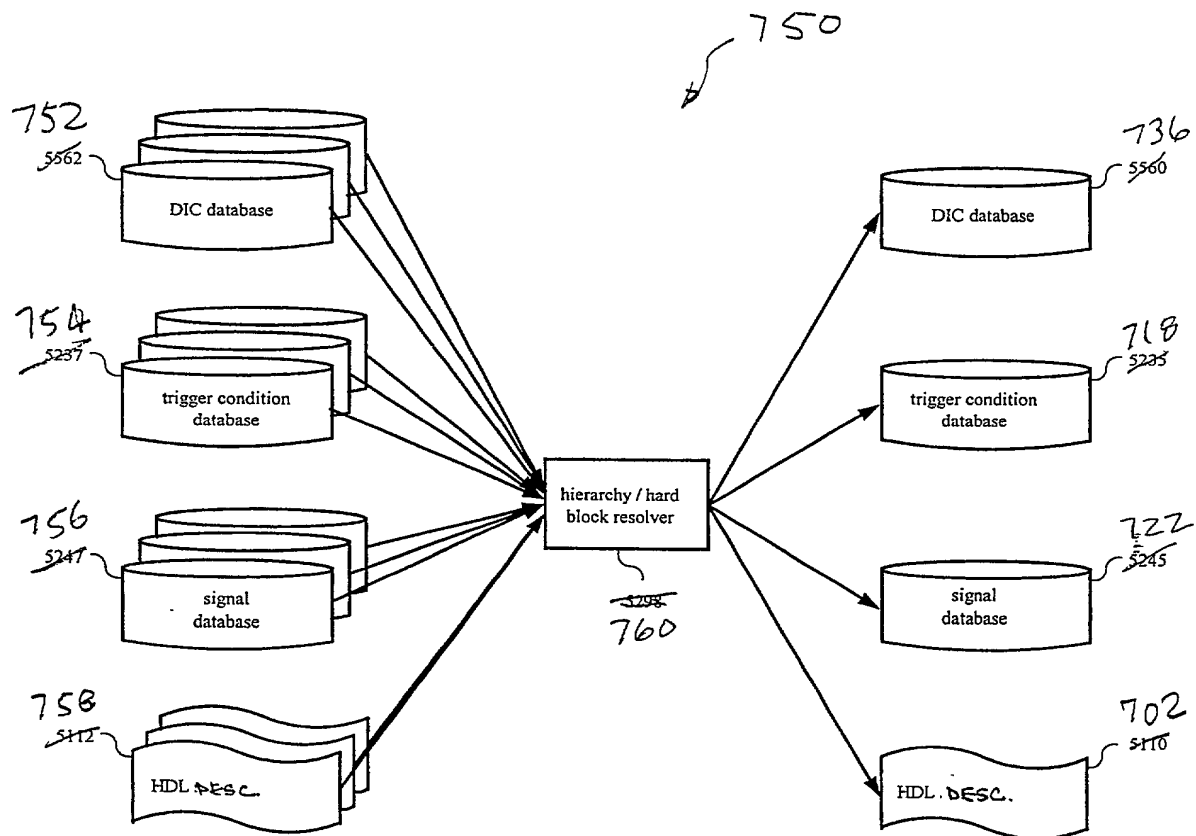 750
752
5562
DIC database
736
5560
DIC database
754
5237
trigger condition
database
718
5235
trigger condition
database
hierarchy / hard
block resolver
5298
760
756
5247
signal
database
722
5245
signal
database
758
5112
HDL DESC.
702
5110
HDL . DESC.